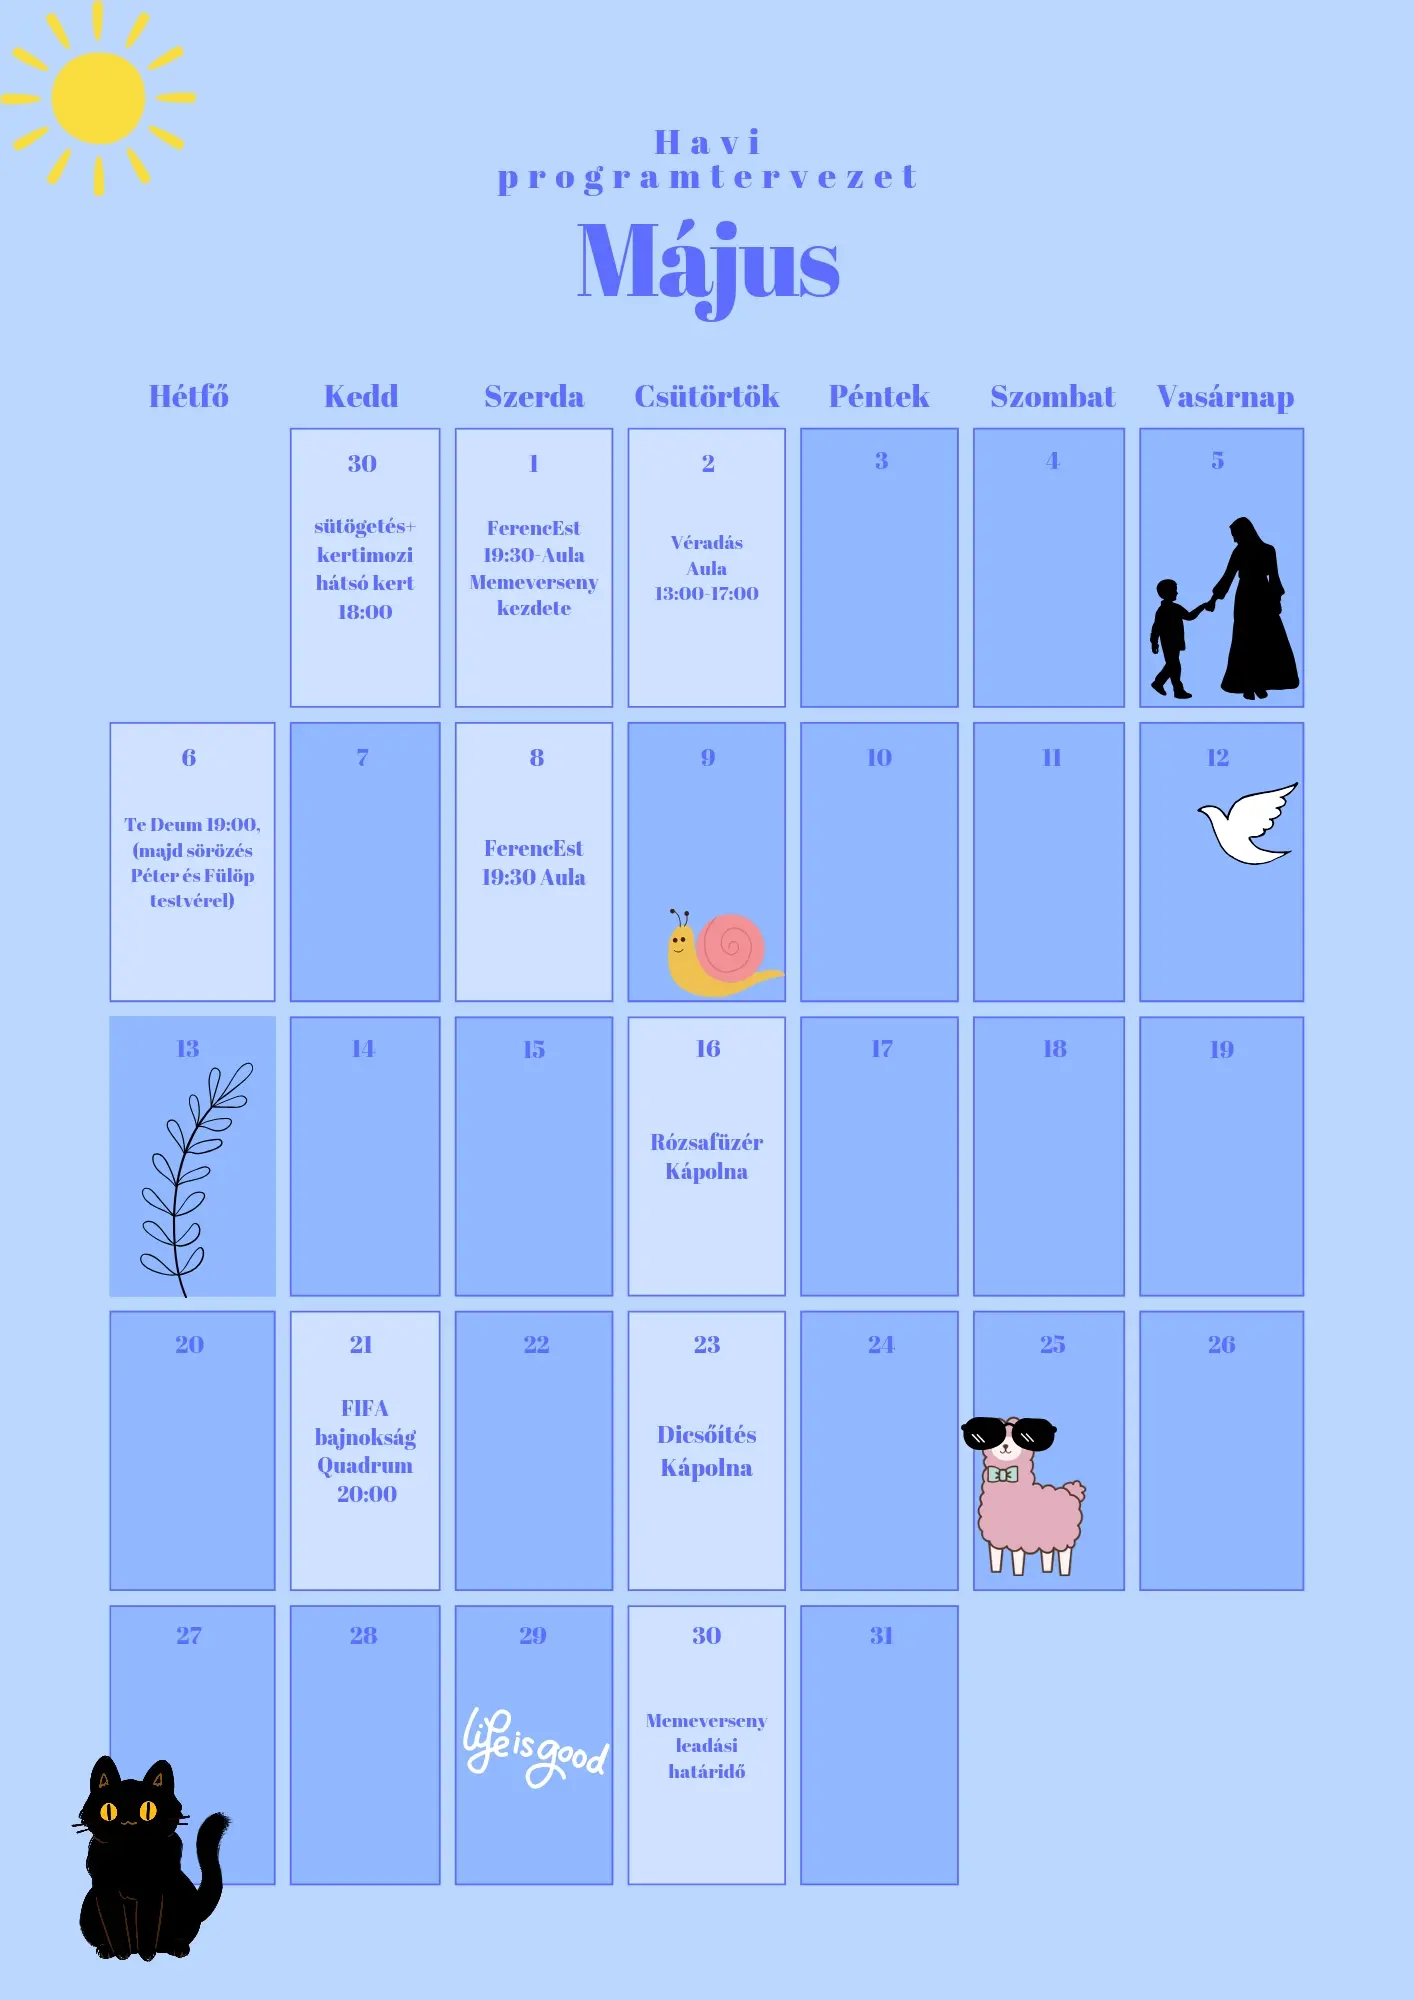 Havi
programtervezet
Május
Hétfő Kedd Szerda Csütörtök Péntek Szombat Vasárnap
30
sütögetés+
kertimozi
hátsó kert
18:00
1
FerencEst
19:30-Aula
Memeverseny
kezdete
2
Véradás
Aula
13:00-17:00
3
4
5
6
Te Deum 19:00,
(majd sörözés
Péter és Fülöp
testvérel)
7
8
FerencEst
19:30 Aula
9
10
11
12
13
14
15
16
Rózsafüzér
Kápolna
17
18
19
20
21
FIFA
bajnokság
Quadrum
20:00
22
23
Dicsőítés
Kápolna
24
25
26
27
28
29
life is good
30
Memeverseny
leadási
határidő
31